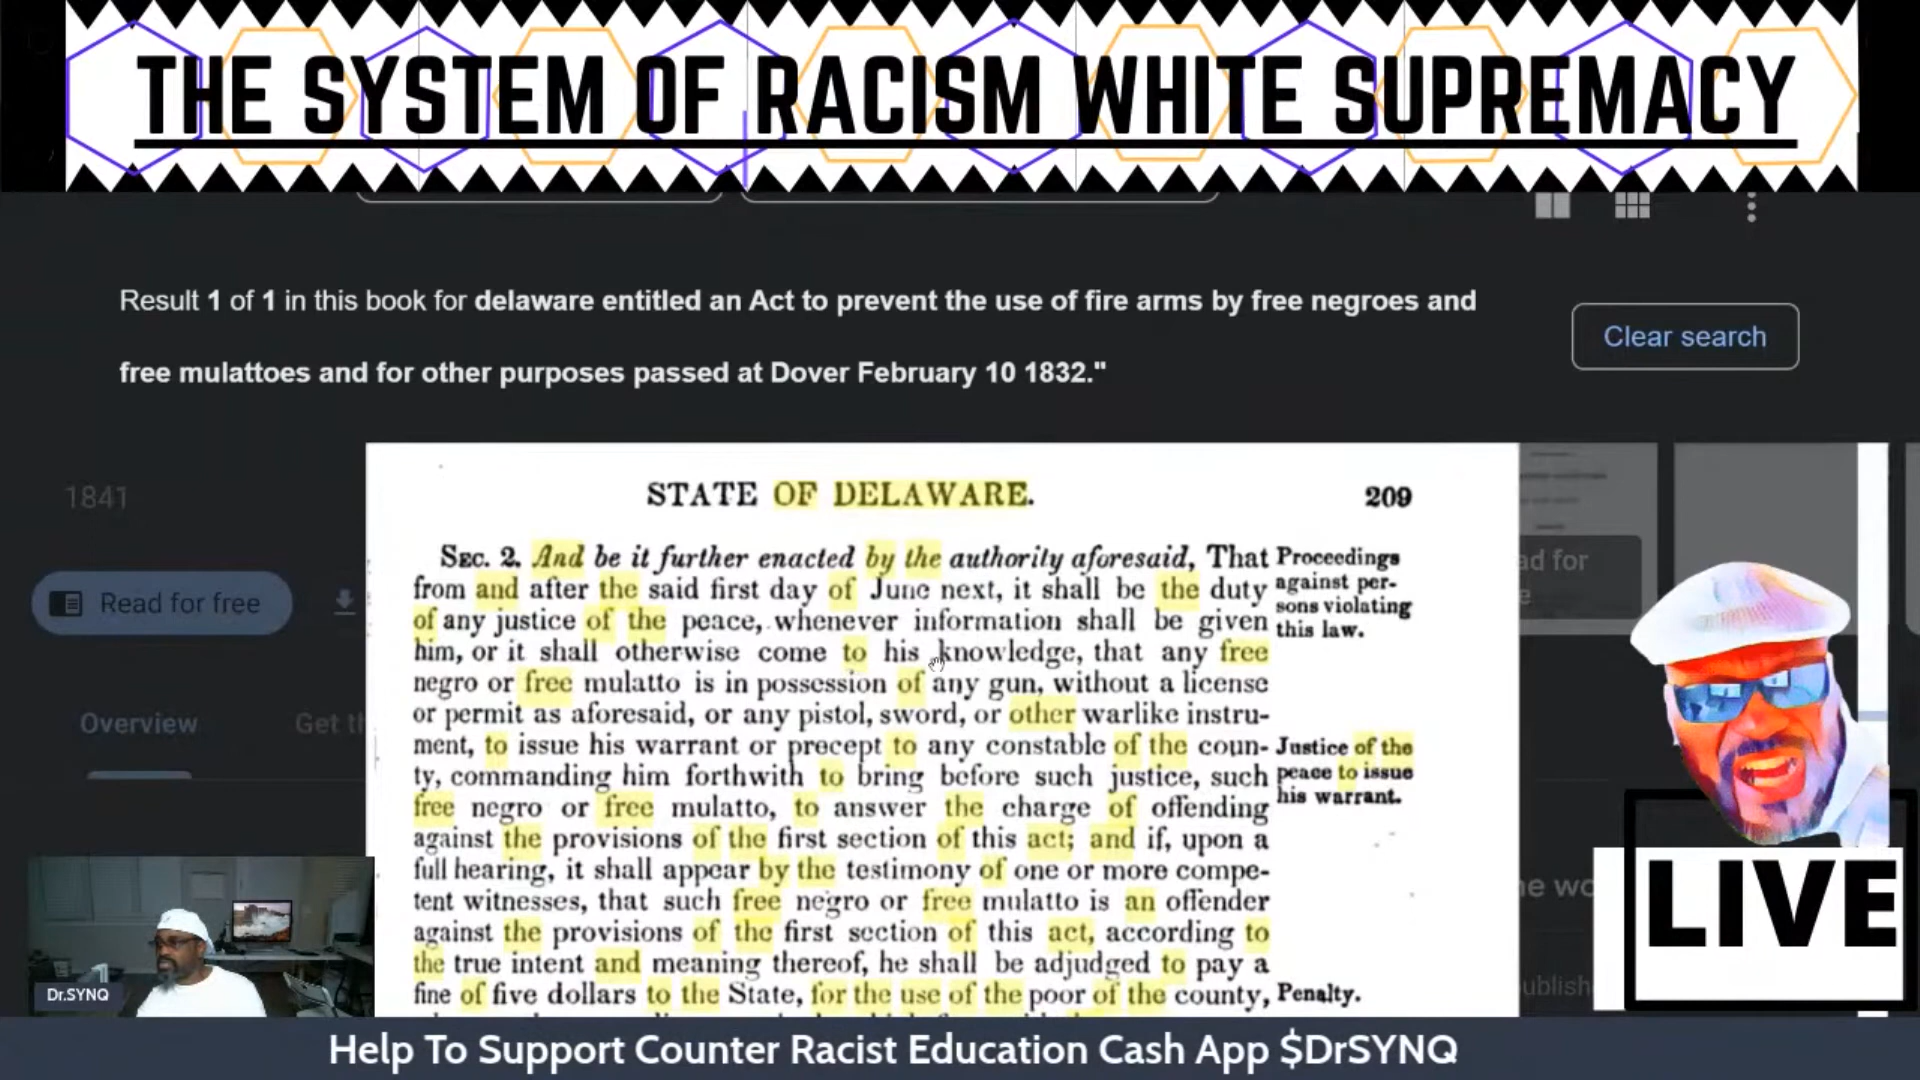 THE SYSTEM OF RACISM WHITE SUPREMACY
Result 1 of 1 in this book for delaware entitled an Act to prevent the use of fire arms by free negroes and
free mulattoes and for other purposes passed at Dover February 10 1832."
Clear search
1841
Read for free
Overview
Get th
STATE OF DELAWARE.
209
SEC. 2. And be it further enacted by the authority aforesaid, That
from and after the said first day of June next, it shall be the duty
of any justice of the peace, whenever information shall be given
him, or it shall otherwise come to his knowledge, that any free
negro or free mulatto is in possession of any gun, without a license
or permit as aforesaid, or any pistol, sword, or other warlike instru-
ment, to issue his warrant or precept to any constable of the coun-
ty, commanding him forthwith to bring before such justice, such
free negro or free mulatto, to answer the charge of offending
against the provisions of the first section of this act; and if, upon a
full hearing, it shall appear by the testimony of one or more compe-
tent witnesses, that such free negro or free mulatto is an offender
against the provisions of the first section of this act, according to
the true intent and meaning thereof, he shall be adjudged to pay a
fine of five dollars to the State, for the use of the poor of the county,
Proceedings
against per-
sons violating
this law.
Justice of the
peace to issue
his warrant.
Penalty.
ad for
e
ne wo
ublish
LIVE
Dr.SYNQ
Help To Support Counter Racist Education Cash App $DrSYNQ